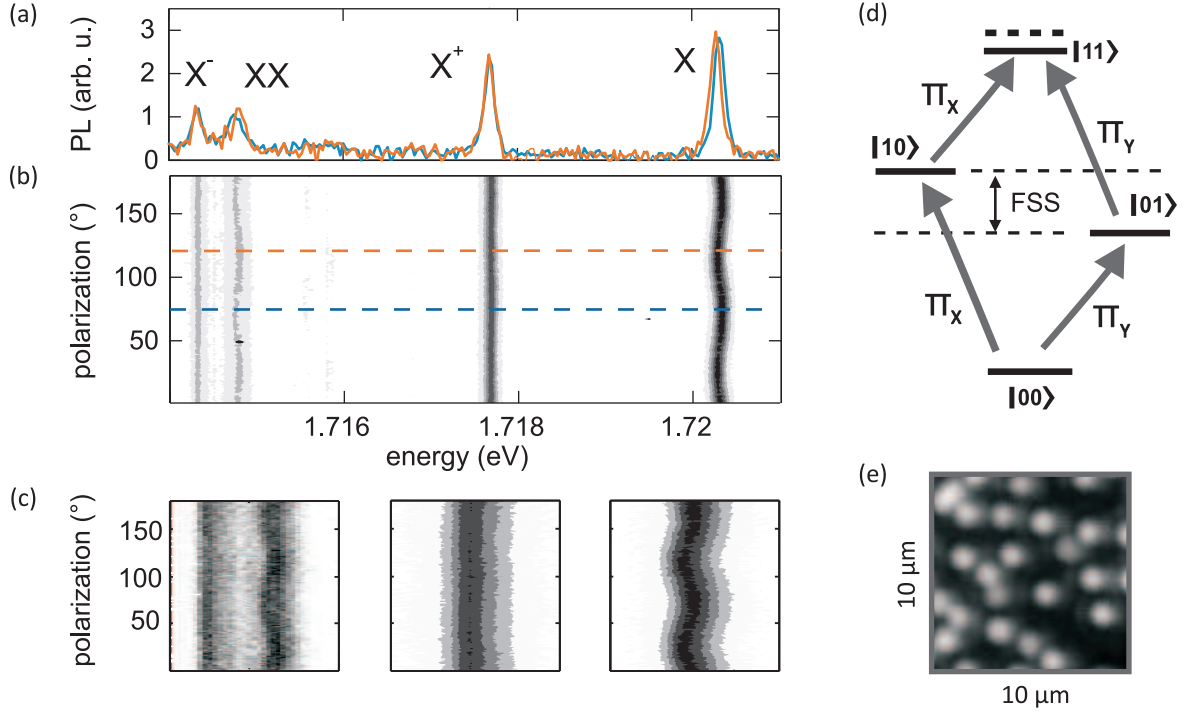 (a)
PL (arb. u.)
3
2
1
0
X⁻
XX
X⁺
X
(b)
polarization (°)
150
100
50
1.716
1.718
1.72
energy (eV)
(c)
polarization (°)
150
100
50
(d)
|11⟩
Π_X
Π_Y
|10⟩
FSS
|01⟩
Π_X
Π_Y
|00⟩
(e)
10 µm
10 µm